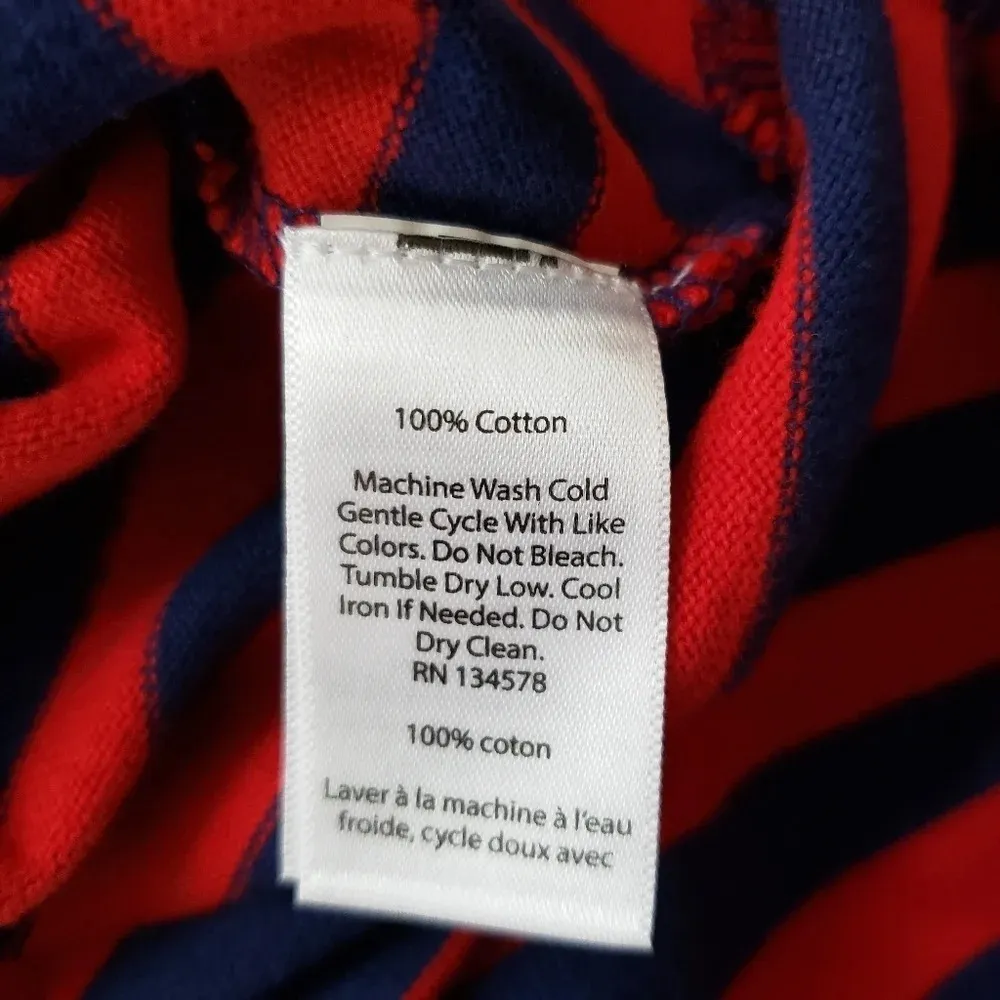 100% Cotton
Machine Wash Cold
Gentle Cycle With Like
Colors. Do Not Bleach.
Tumble Dry Low. Cool
Iron If Needed. Do Not
Dry Clean.
RN 134578
100% coton
Laver à la machine à l'eau
froide, cycle doux avec